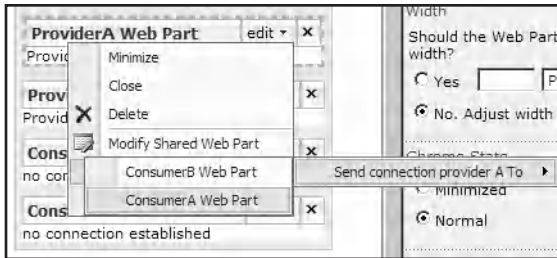 ProviderA Web Part edit ×
Provid
Minimize
Close
Delete
Modify Shared Web Part
Provi ×
Provid
Cons ×
no con
ConsumerB Web Part
ConsumerA Web Part
Send connection provider A To
Cons ×
no connection established
Width
Should the Web Part
width?
Yes P
No. Adjust width
Chrome State
Minimized
Normal